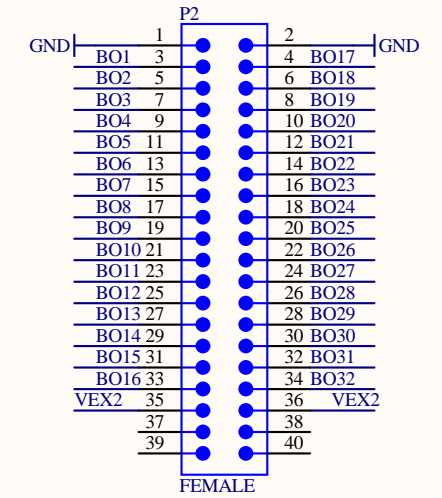 P2
GND 1 2 GND
BO1 3 4 BO17
BO2 5 6 BO18
BO3 7 8 BO19
BO4 9 10 BO20
BO5 11 12 BO21
BO6 13 14 BO22
BO7 15 16 BO23
BO8 17 18 BO24
BO9 19 20 BO25
BO10 21 22 BO26
BO11 23 24 BO27
BO12 25 26 BO28
BO13 27 28 BO29
BO14 29 30 BO30
BO15 31 32 BO31
BO16 33 34 BO32
VEX2 35 36 VEX2
37 38
39 40
FEMALE